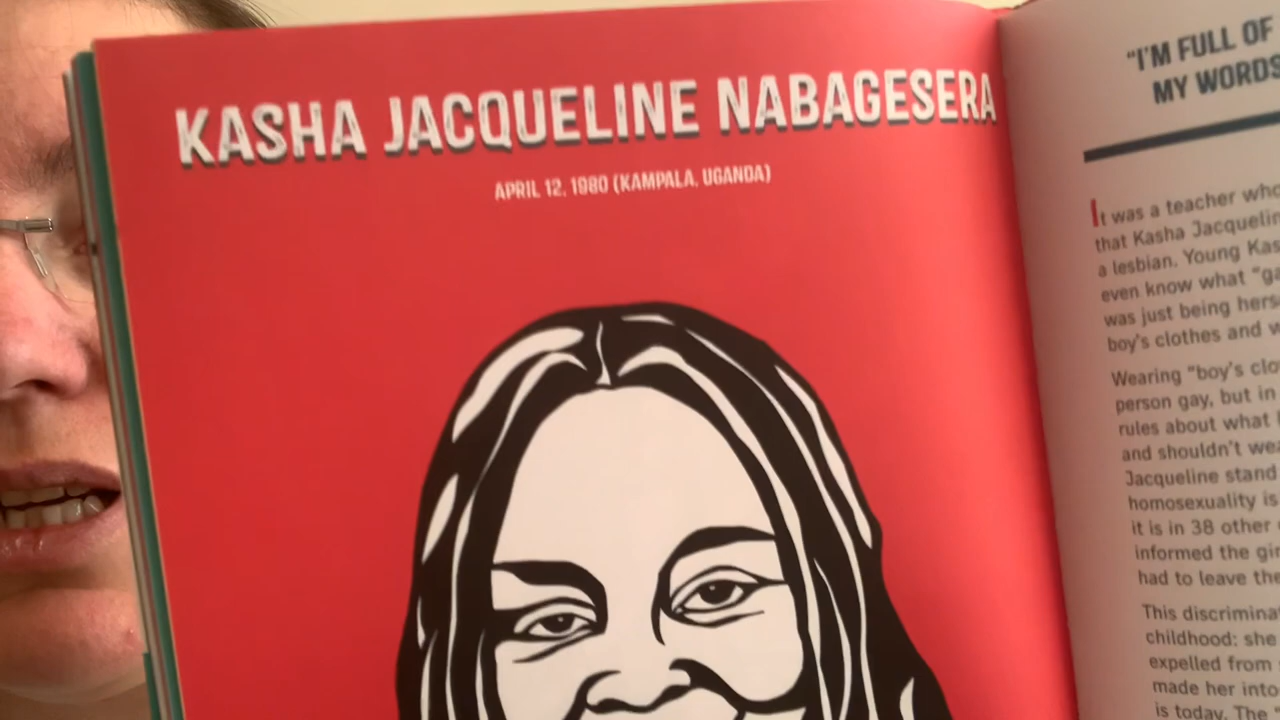 KASHA JACQUELINE NABAGESERA
APRIL 12, 1980 (KAMPALA, UGANDA)
"I'M FULL OF
MY WORDS
It was a teacher who
that Kasha Jacquelin
a lesbian. Young Kas
even know what "ga
was just being hers
boy's clothes and w
Wearing "boy's clo
person gay, but in
rules about what
and shouldn't wea
Jacqueline stand
homosexuality is
it is in 38 other
informed the gir
had to leave the
This discrimina
childhood: she
expelled from
made her into
is today. The "